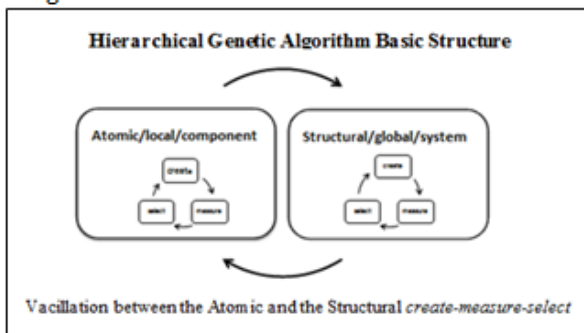 Hierarchical Genetic Algorithm Basic Structure
Atomic/local/component
Structural/global/system
create
select
measure
create
select
measure
Vacillation between the Atomic and the Structural create-measure-select